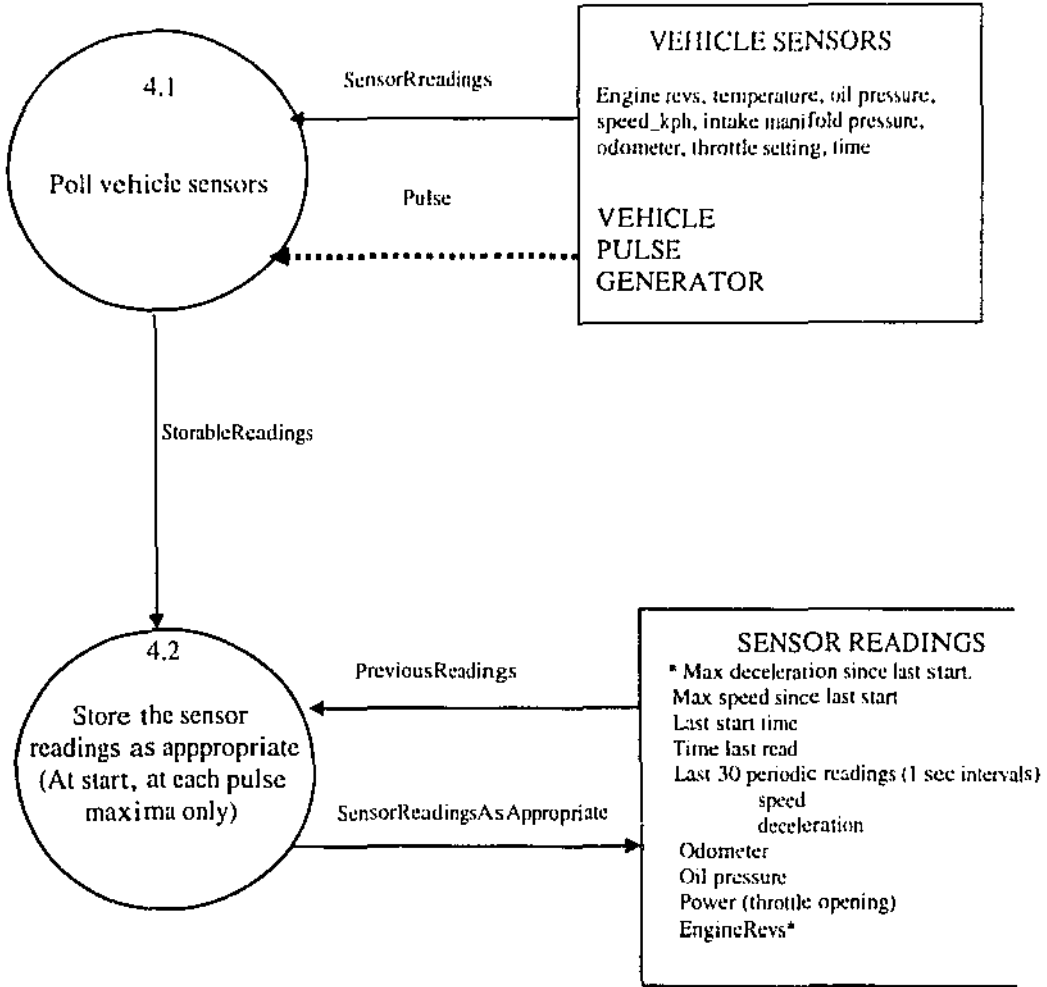 VEHICLE SENSORS
4.1
SensorRreadings
Engine revs, temperature, oil pressure,
speed_kph, intake manifold pressure,
odometer, throttle setting, time
Poll vehicle sensors
Pulse
VEHICLE
PULSE
GENERATOR
StorableReadings
4.2
PreviousReadings
Store the sensor
readings as apppropriate
(At start, at each pulse
maxima only)
SensorReadingsAsAppropriate
SENSOR READINGS
* Max deceleration since last start.
Max speed since last start
Last start time
Time last read
Last 30 periodic readings (1 sec intervals)
speed
deceleration
Odometer
Oil pressure
Power (throttle opening)
EngineRevs*